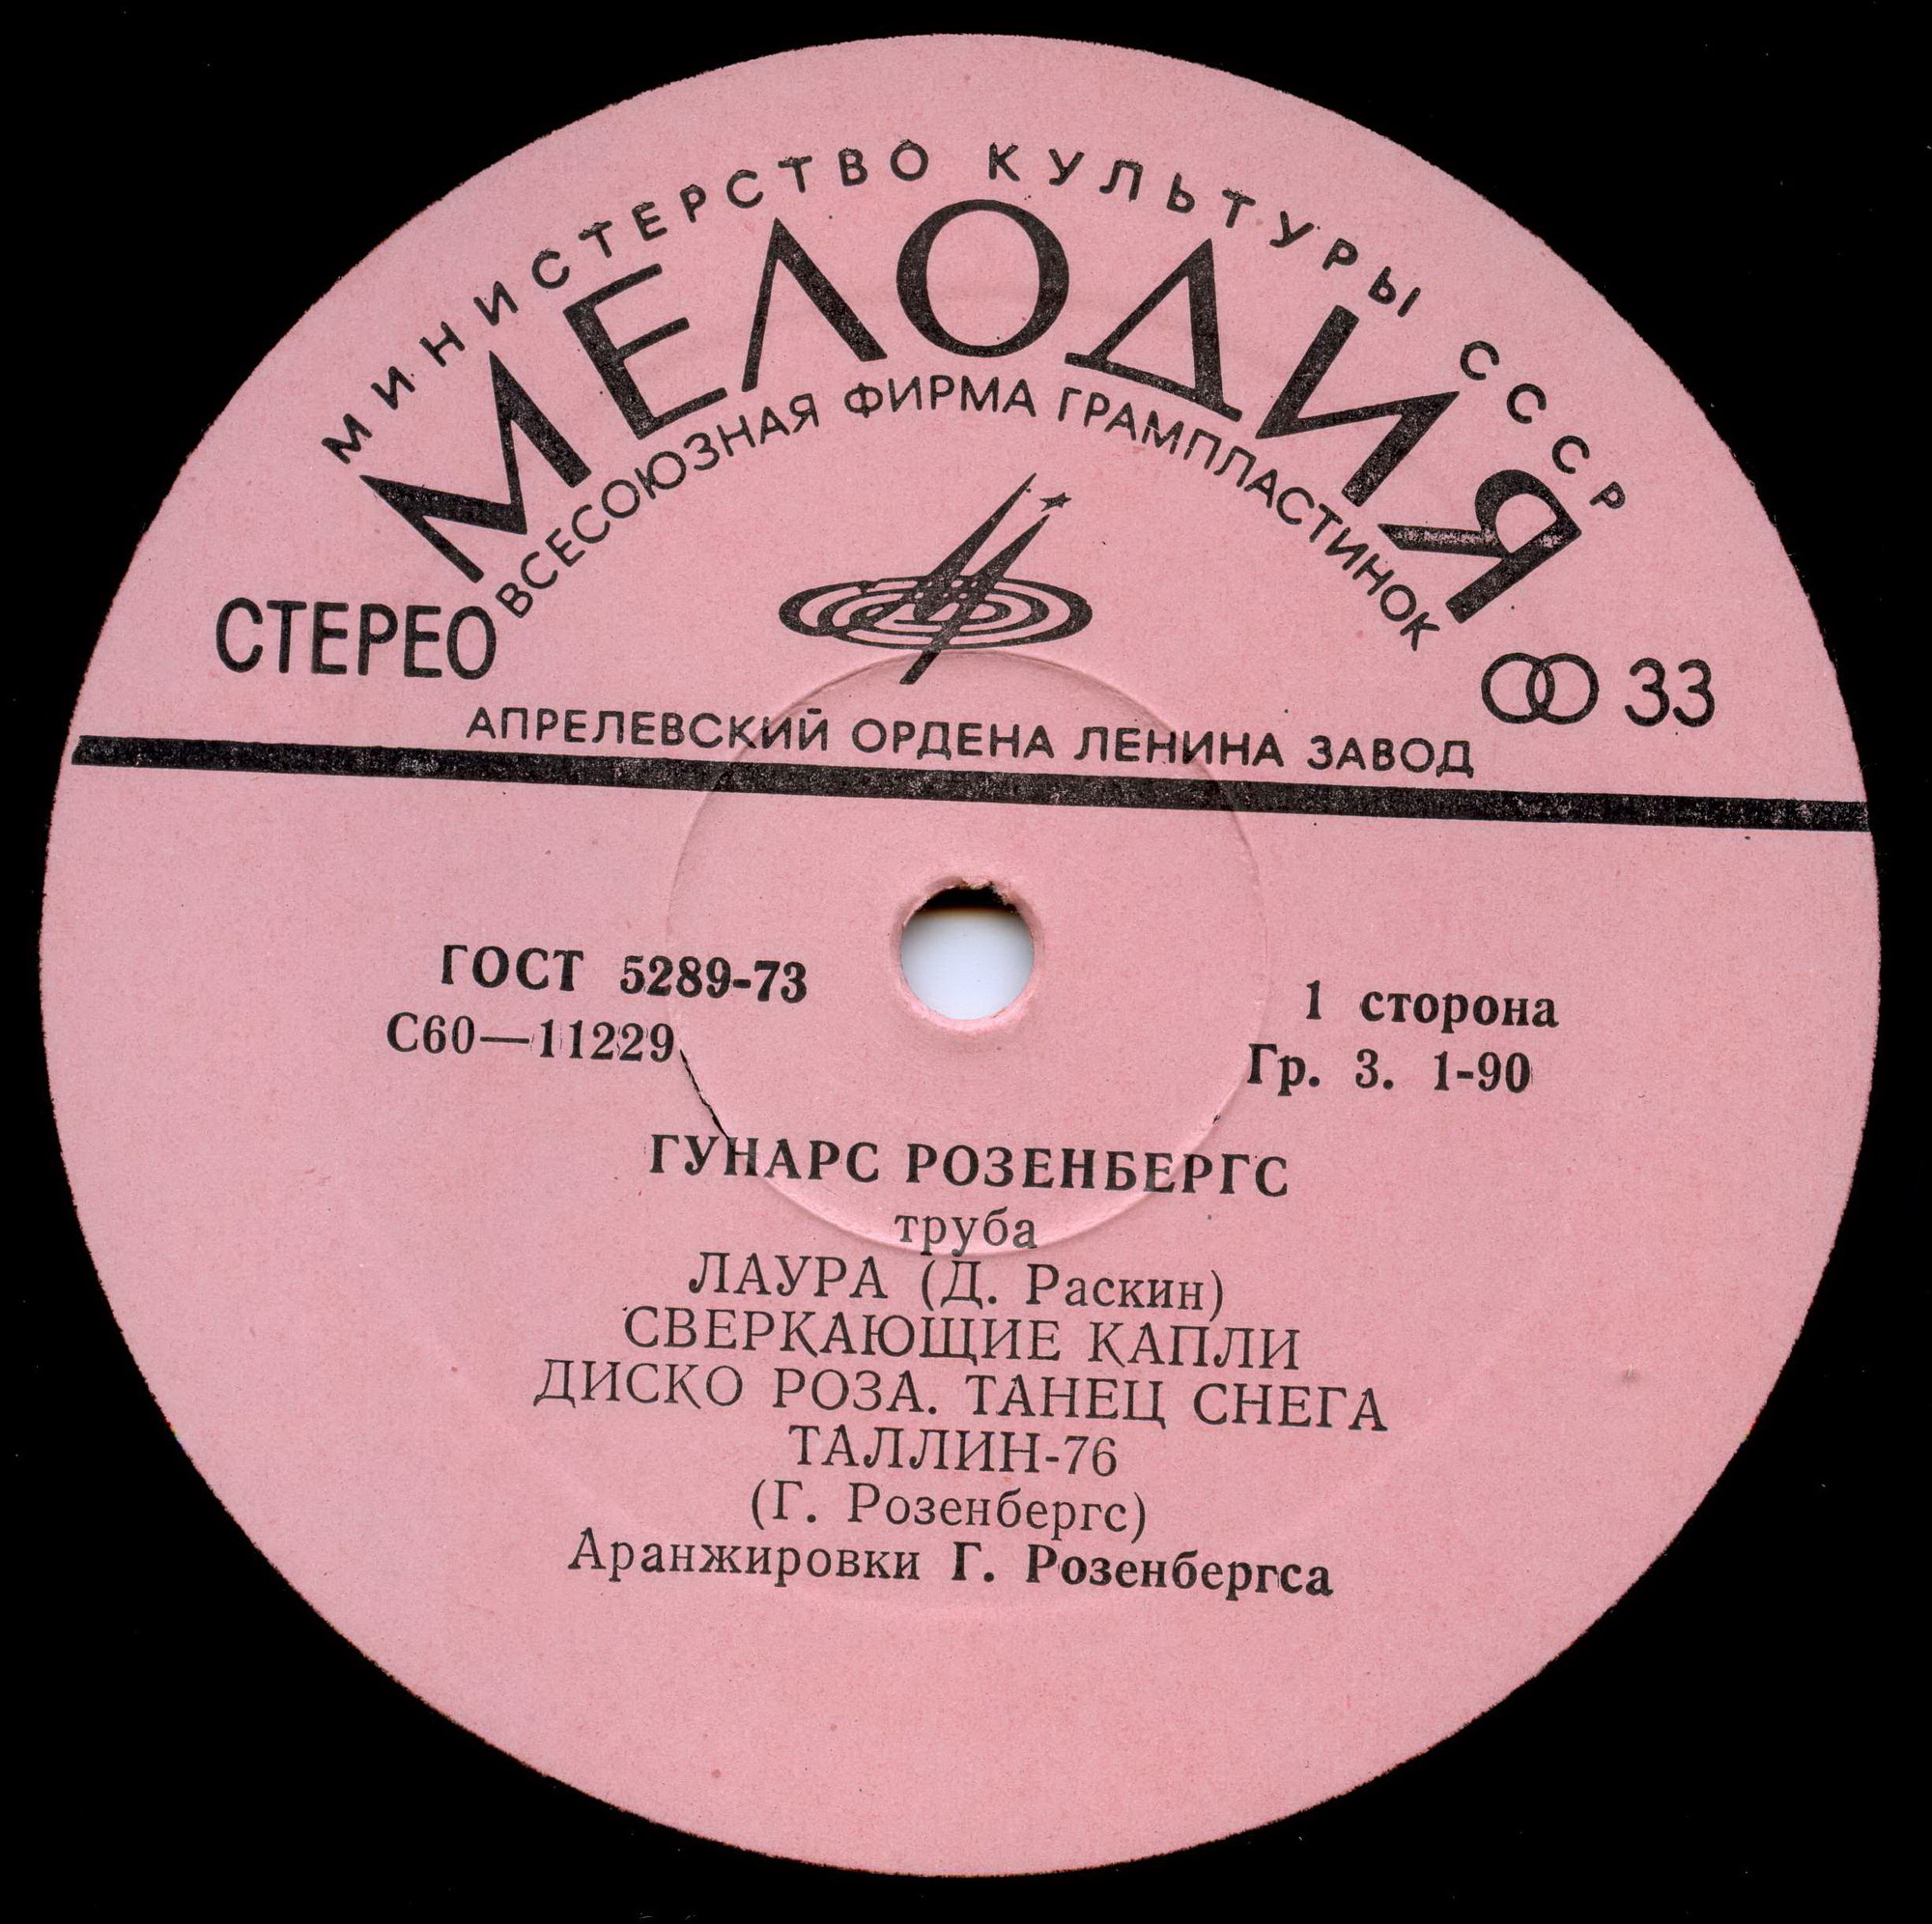 МИНИСТЕРСТВО КУЛЬТУРЫ СССР
МЕЛОДИЯ
ВСЕСОЮЗНАЯ ФИРМА ГРАМПЛАСТИНОК
СТЕРЕО
33
АПРЕЛЕВСКИЙ ОРДЕНА ЛЕНИНА ЗАВОД
ГОСТ 5289-73
С60—11229
1 сторона
Гр. 3. 1-90
ГУНАРС РОЗЕНБЕРГС
труба
ЛАУРА (Д. Раскин)
СВЕРКАЮЩИЕ КАПЛИ
ДИСКО РОЗА. ТАНЕЦ СНЕГА
ТАЛЛИН-76
(Г. Розенбергс)
Аранжировки Г. Розенбергса